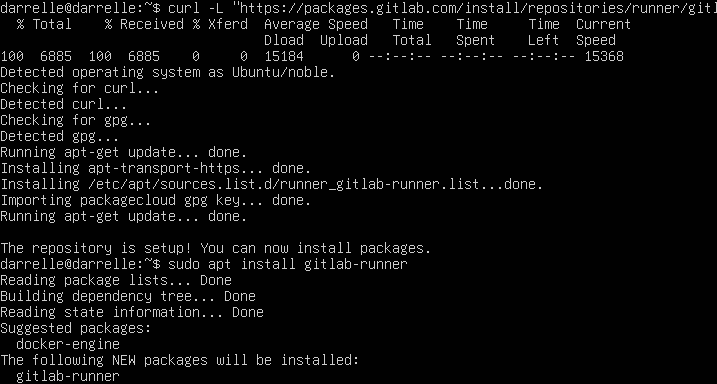 darrelle@darrelle:~$ curl -L "https://packages.gitlab.com/install/repositories/runner/gitl
  % Total    % Received % Xferd  Average Speed   Time    Time     Time  Current
                                 Dload  Upload   Total   Spent    Left  Speed
100  6885  100  6885    0     0  15184      0 --:--:-- --:--:-- --:--:-- 15368
Detected operating system as Ubuntu/noble.
Checking for curl...
Detected curl...
Checking for gpg...
Detected gpg...
Running apt-get update... done.
Installing apt-transport-https... done.
Installing /etc/apt/sources.list.d/runner_gitlab-runner.list...done.
Importing packagecloud gpg key... done.
Running apt-get update... done.

The repository is setup! You can now install packages.
darrelle@darrelle:~$ sudo apt install gitlab-runner
Reading package lists... Done
Building dependency tree... Done
Reading state information... Done
Suggested packages:
  docker-engine
The following NEW packages will be installed:
  gitlab-runner